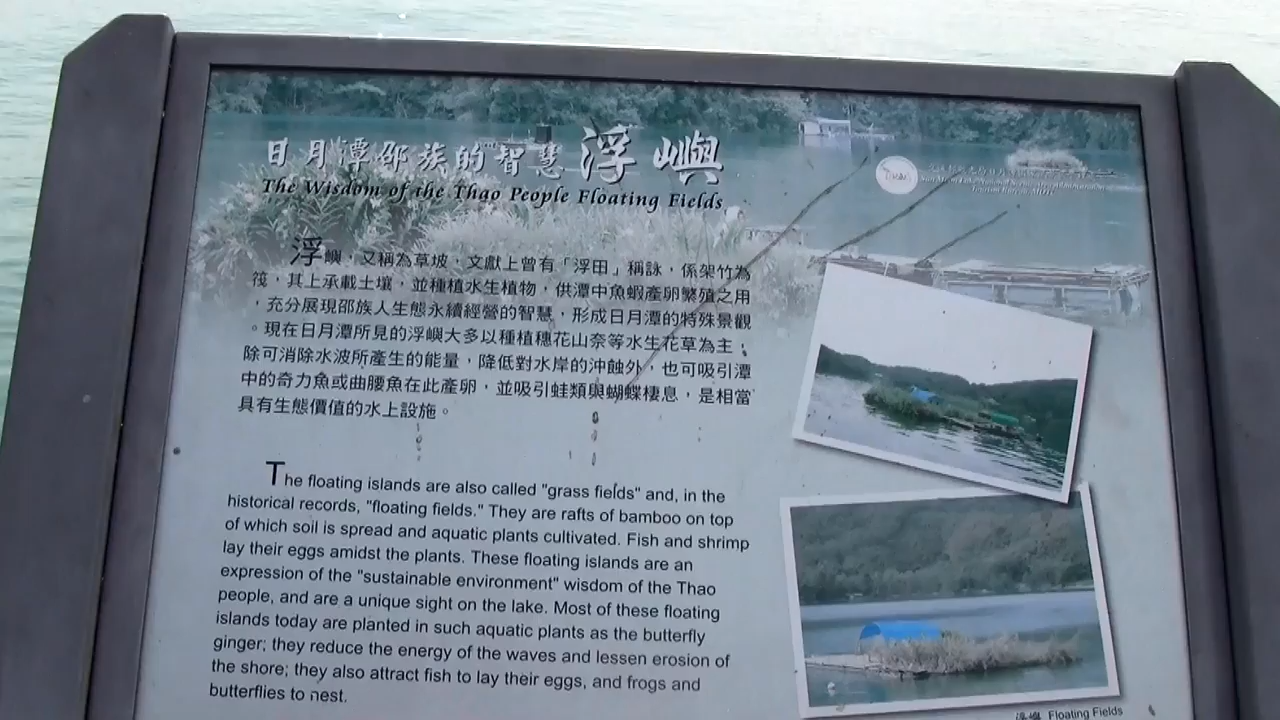 日月潭邵族的智慧 浮嶼
The Wisdom of the Thao People Floating Fields
浮嶼，又稱為草坡，文獻上曾有「浮田」稱詠，係架竹為
筏，其上承載土壤，並種植水生植物，供潭中魚蝦產卵繁殖之用
，充分展現邵族人生態永續經營的智慧，形成日月潭的特殊景觀
。現在日月潭所見的浮嶼大多以種植穗花山奈等水生花草為主；
除可消除水波所產生的能量，降低對水岸的沖蝕外，也可吸引潭
中的奇力魚或曲腰魚在此產卵，並吸引蛙類與蝴蝶棲息，是相當
具有生態價值的水上設施。
The floating islands are also called "grass fields" and, in the
historical records, "floating fields." They are rafts of bamboo on top
of which soil is spread and aquatic plants cultivated. Fish and shrimp
lay their eggs amidst the plants. These floating islands are an
expression of the "sustainable environment" wisdom of the Thao
people, and are a unique sight on the lake. Most of these floating
islands today are planted in such aquatic plants as the butterfly
ginger; they reduce the energy of the waves and lessen erosion of
the shore; they also attract fish to lay their eggs, and frogs and
butterflies to nest.
浮嶼 Floating Fields